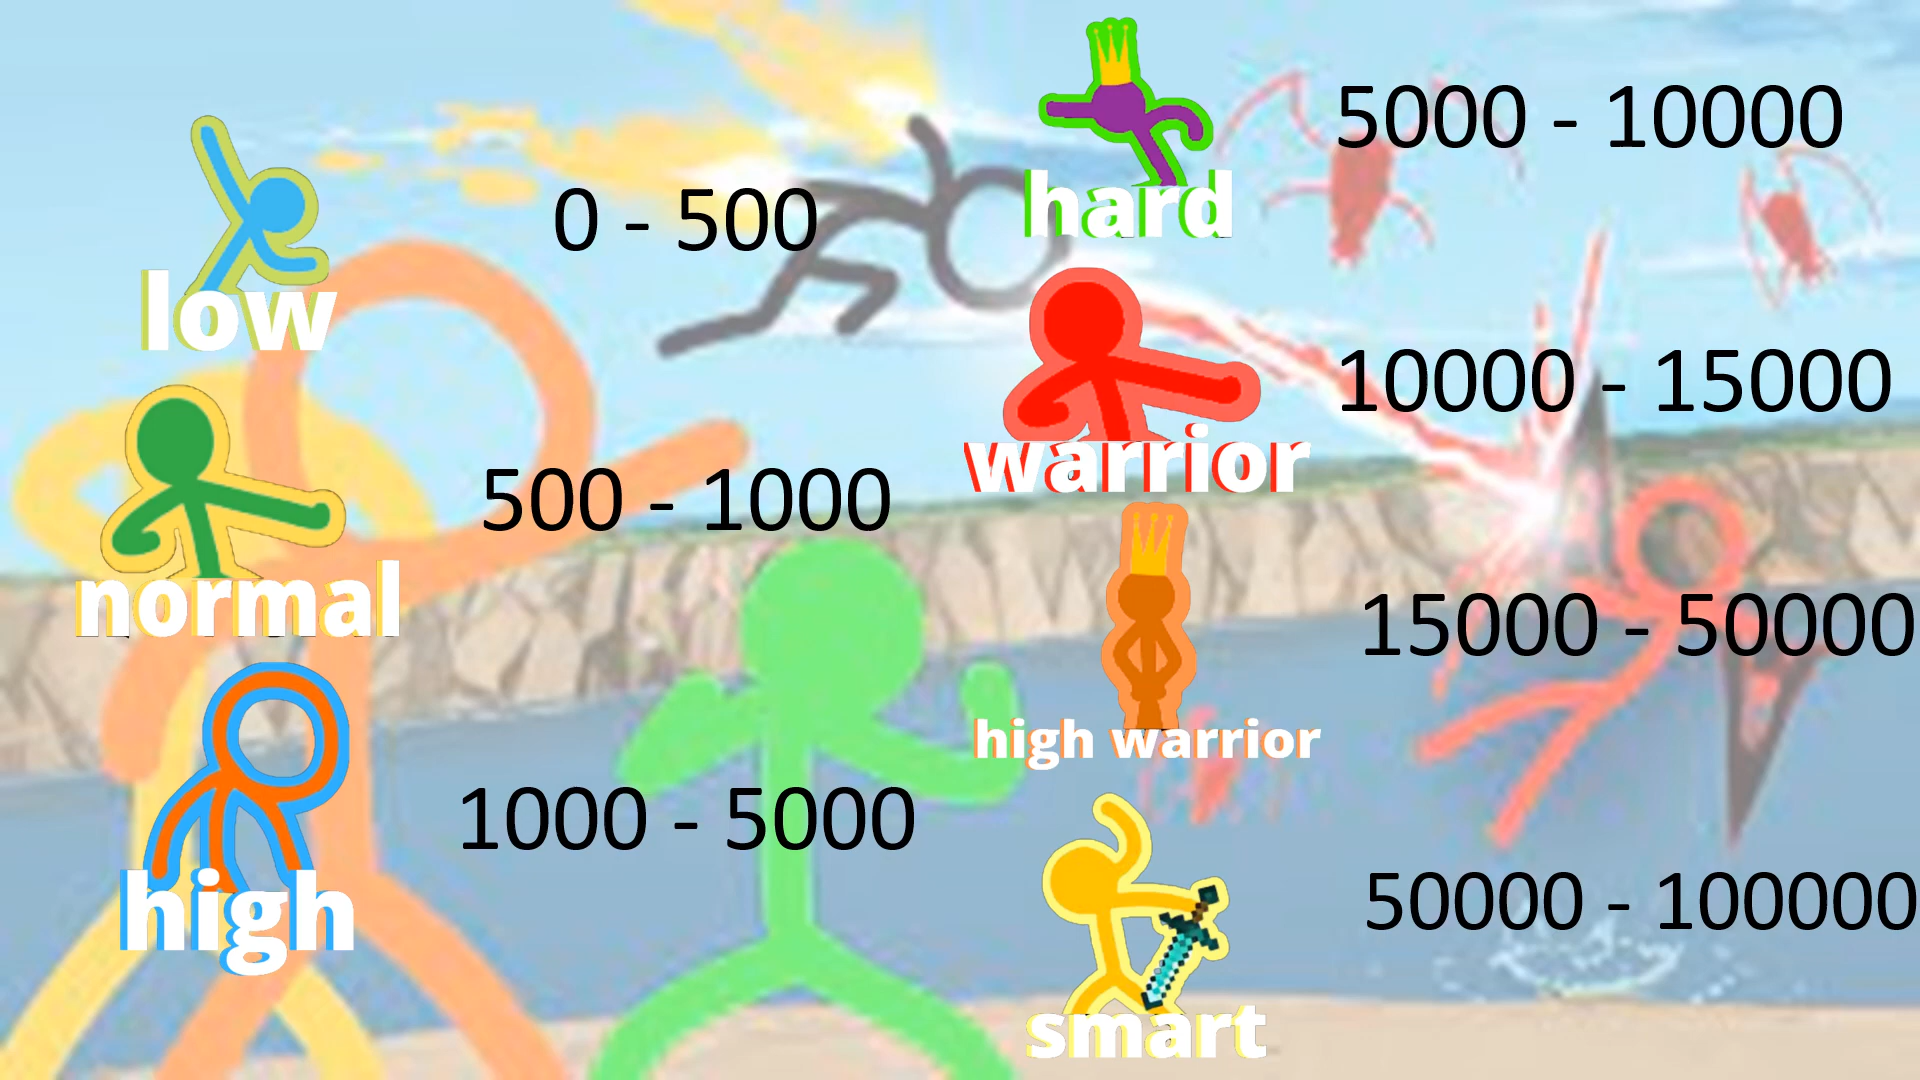 low
0 - 500
normal
500 - 1000
high
1000 - 5000
hard
5000 - 10000
warrior
10000 - 15000
high warrior
15000 - 50000
smart
50000 - 100000